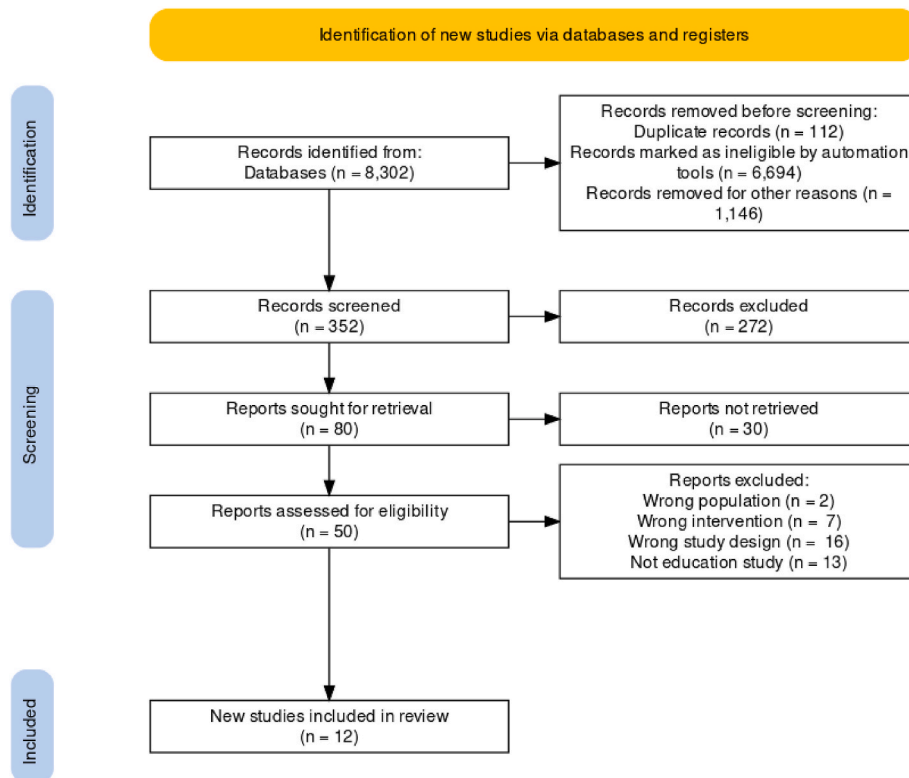 Identification of new studies via databases and registers
Identification
Records identified from:
Databases (n = 8,302)
Records removed before screening:
Duplicate records (n = 112)
Records marked as ineligible by automation
tools (n = 6,694)
Records removed for other reasons (n =
1,146)
Screening
Records screened
(n = 352)
Records excluded
(n = 272)
Reports sought for retrieval
(n = 80)
Reports not retrieved
(n = 30)
Reports assessed for eligibility
(n = 50)
Reports excluded:
Wrong population (n = 2)
Wrong intervention (n = 7)
Wrong study design (n = 16)
Not education study (n = 13)
Included
New studies included in review
(n = 12)